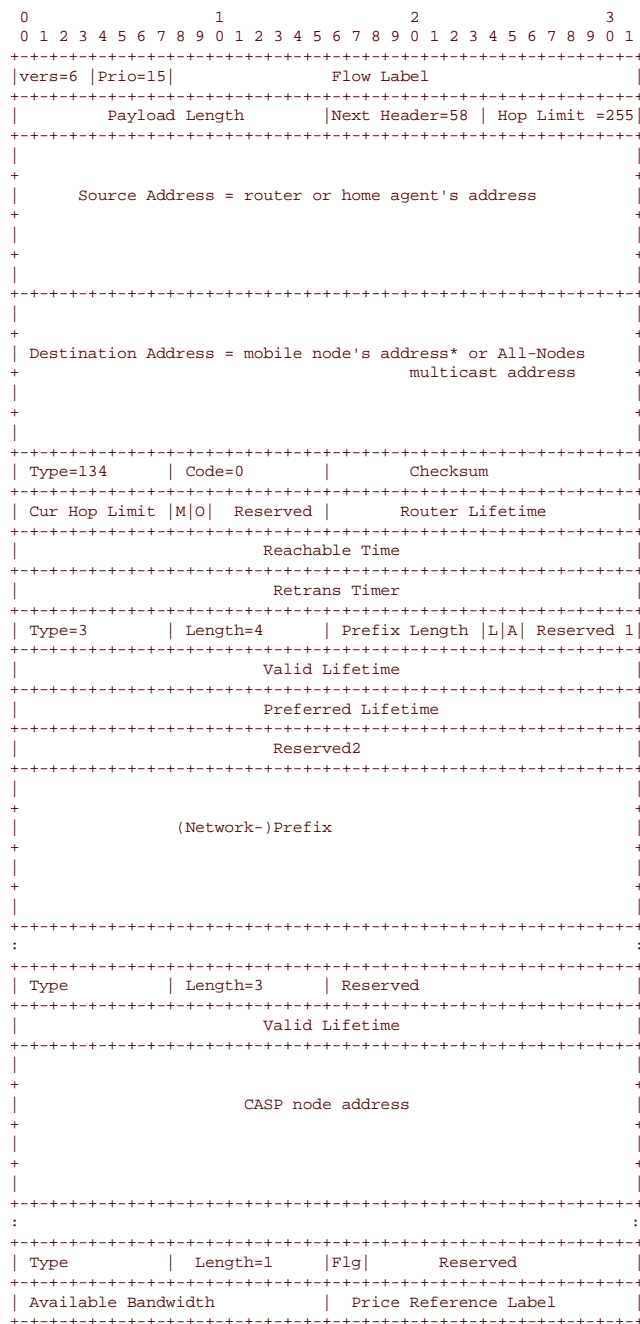 0                   1                   2                   3
0 1 2 3 4 5 6 7 8 9 0 1 2 3 4 5 6 7 8 9 0 1 2 3 4 5 6 7 8 9 0 1
+-+-+-+-+-+-+-+-+-+-+-+-+-+-+-+-+-+-+-+-+-+-+-+-+-+-+-+-+-+-+-+-+
|vers=6 |Prio=15|                Flow Label                     |
+-+-+-+-+-+-+-+-+-+-+-+-+-+-+-+-+-+-+-+-+-+-+-+-+-+-+-+-+-+-+-+-+
|         Payload Length        |Next Header=58 | Hop Limit =255|
+-+-+-+-+-+-+-+-+-+-+-+-+-+-+-+-+-+-+-+-+-+-+-+-+-+-+-+-+-+-+-+-+
|                                                               |
+                                                               +
|      Source Address = router or home agent's address          |
+                                                               +
|                                                               |
+                                                               +
|                                                               |
+-+-+-+-+-+-+-+-+-+-+-+-+-+-+-+-+-+-+-+-+-+-+-+-+-+-+-+-+-+-+-+-+
|                                                               |
+                                                               +
| Destination Address = mobile node's address* or All-Nodes     |
+                                        multicast address      +
|                                                               |
+                                                               +
|                                                               |
+-+-+-+-+-+-+-+-+-+-+-+-+-+-+-+-+-+-+-+-+-+-+-+-+-+-+-+-+-+-+-+-+
| Type=134      | Code=0        |        Checksum               |
+-+-+-+-+-+-+-+-+-+-+-+-+-+-+-+-+-+-+-+-+-+-+-+-+-+-+-+-+-+-+-+-+
| Cur Hop Limit |M|O|  Reserved |       Router Lifetime         |
+-+-+-+-+-+-+-+-+-+-+-+-+-+-+-+-+-+-+-+-+-+-+-+-+-+-+-+-+-+-+-+-+
|                         Reachable Time                        |
+-+-+-+-+-+-+-+-+-+-+-+-+-+-+-+-+-+-+-+-+-+-+-+-+-+-+-+-+-+-+-+-+
|                          Retrans Timer                        |
+-+-+-+-+-+-+-+-+-+-+-+-+-+-+-+-+-+-+-+-+-+-+-+-+-+-+-+-+-+-+-+-+
| Type=3        | Length=4      | Prefix Length |L|A| Reserved 1|
+-+-+-+-+-+-+-+-+-+-+-+-+-+-+-+-+-+-+-+-+-+-+-+-+-+-+-+-+-+-+-+-+
|                         Valid Lifetime                        |
+-+-+-+-+-+-+-+-+-+-+-+-+-+-+-+-+-+-+-+-+-+-+-+-+-+-+-+-+-+-+-+-+
|                         Preferred Lifetime                    |
+-+-+-+-+-+-+-+-+-+-+-+-+-+-+-+-+-+-+-+-+-+-+-+-+-+-+-+-+-+-+-+-+
|                          Reserved2                            |
+-+-+-+-+-+-+-+-+-+-+-+-+-+-+-+-+-+-+-+-+-+-+-+-+-+-+-+-+-+-+-+-+
|                                                               |
+                                                               +
|                (Network-)Prefix                               |
+                                                               +
|                                                               |
+                                                               +
|                                                               |
+-+-+-+-+-+-+-+-+-+-+-+-+-+-+-+-+-+-+-+-+-+-+-+-+-+-+-+-+-+-+-+-+
:                                                               :
+-+-+-+-+-+-+-+-+-+-+-+-+-+-+-+-+-+-+-+-+-+-+-+-+-+-+-+-+-+-+-+-+
| Type          | Length=3      | Reserved                      |
+-+-+-+-+-+-+-+-+-+-+-+-+-+-+-+-+-+-+-+-+-+-+-+-+-+-+-+-+-+-+-+-+
|                         Valid Lifetime                        |
+-+-+-+-+-+-+-+-+-+-+-+-+-+-+-+-+-+-+-+-+-+-+-+-+-+-+-+-+-+-+-+-+
|                                                               |
+                                                               +
|                       CASP node address                       |
+                                                               +
|                                                               |
+                                                               +
|                                                               |
+-+-+-+-+-+-+-+-+-+-+-+-+-+-+-+-+-+-+-+-+-+-+-+-+-+-+-+-+-+-+-+-+
:                                                               :
+-+-+-+-+-+-+-+-+-+-+-+-+-+-+-+-+-+-+-+-+-+-+-+-+-+-+-+-+-+-+-+-+
| Type          |  Length=1     |Flg|       Reserved            |
+-+-+-+-+-+-+-+-+-+-+-+-+-+-+-+-+-+-+-+-+-+-+-+-+-+-+-+-+-+-+-+-+
| Available Bandwidth           |  Price Reference Label        |
+-+-+-+-+-+-+-+-+-+-+-+-+-+-+-+-+-+-+-+-+-+-+-+-+-+-+-+-+-+-+-+-+